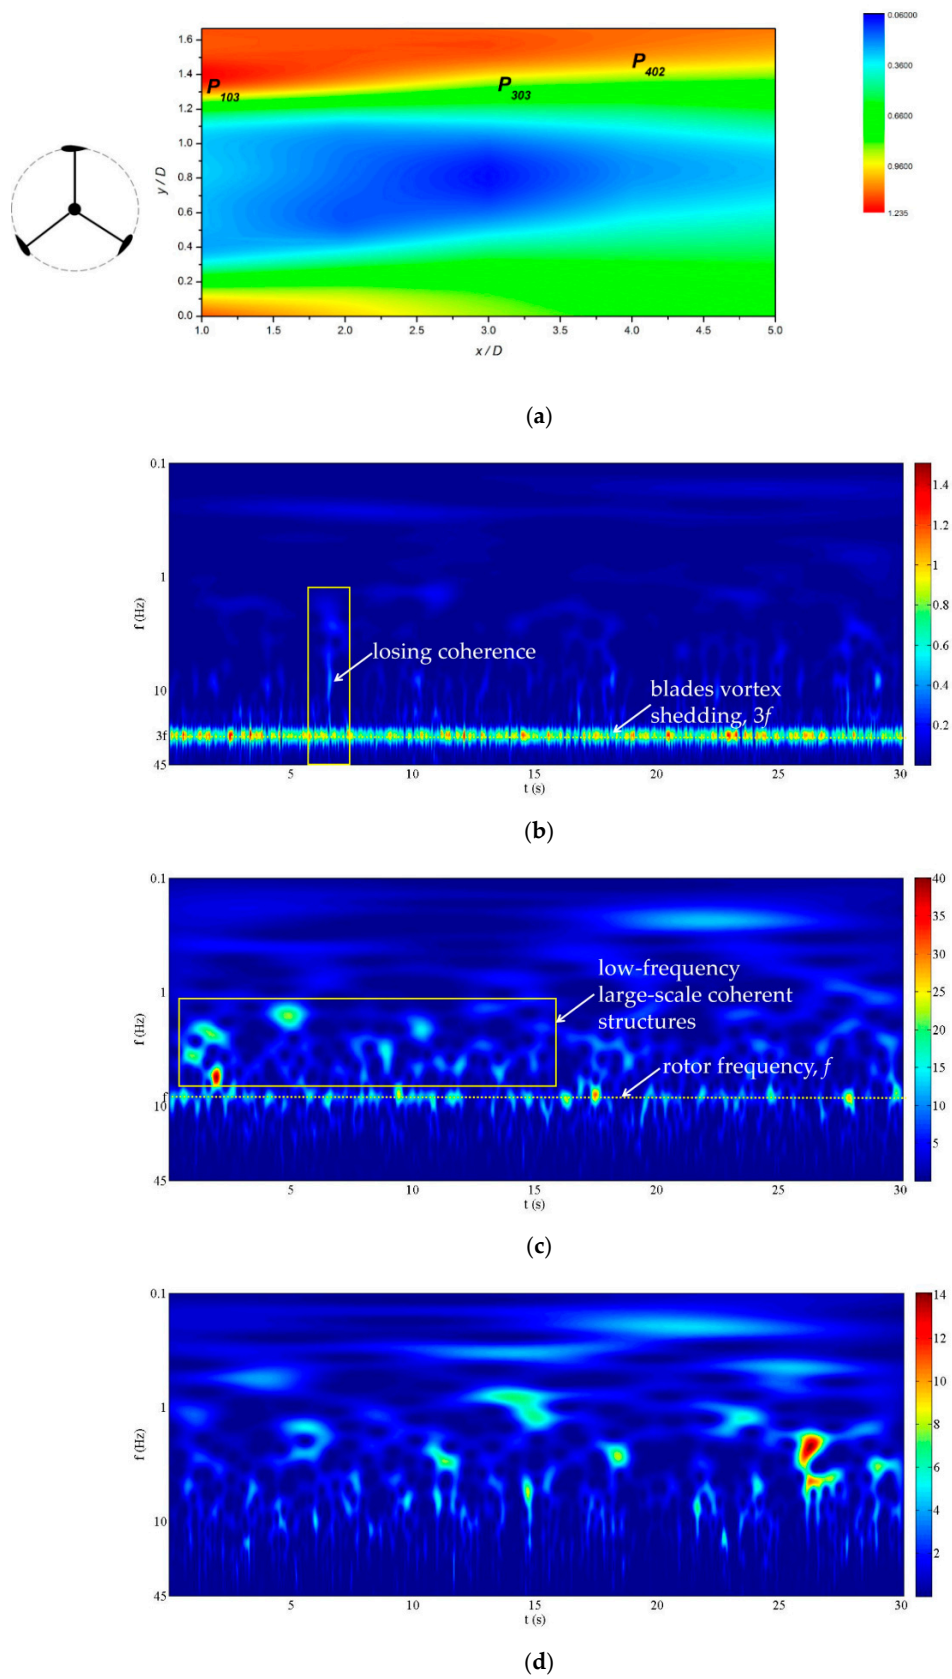 1.6
1.4
1.2
1.0
0.8
0.6
0.4
0.2
0.0
y / D
P103
P303
P402
1.0 1.5 2.0 2.5 3.0 3.5 4.0 4.5 5.0
x / D
0.06000
0.3600
0.6600
0.9600
1.235
(a)
0.1
1
10
3f
45
f (Hz)
losing coherence
blades vortex
shedding, 3f
5 10 15 20 25 30
t (s)
1.4
1.2
1
0.8
0.6
0.4
0.2
(b)
0.1
1
f
10
45
f (Hz)
low-frequency
large-scale coherent
structures
rotor frequency, f
5 10 15 20 25 30
t (s)
40
35
30
25
20
15
10
5
(c)
0.1
1
10
45
f (Hz)
5 10 15 20 25 30
t (s)
14
12
10
8
6
4
2
(d)